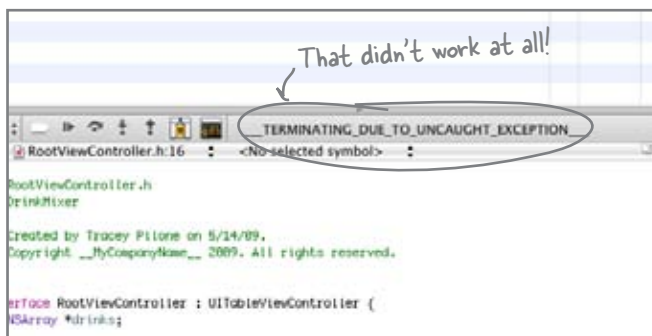 That didn't work at all!
__TERMINATING_DUE_TO_UNCAUGHT_EXCEPTION__
RootViewController.h:16 <No selected symbol>
RootViewController.h
DrinkMixer
Created by Tracey Pilone on 5/14/09.
Copyright __MyCompanyName__ 2009. All rights reserved.
erface RootViewController : UITableViewController {
NSArray *drinks;